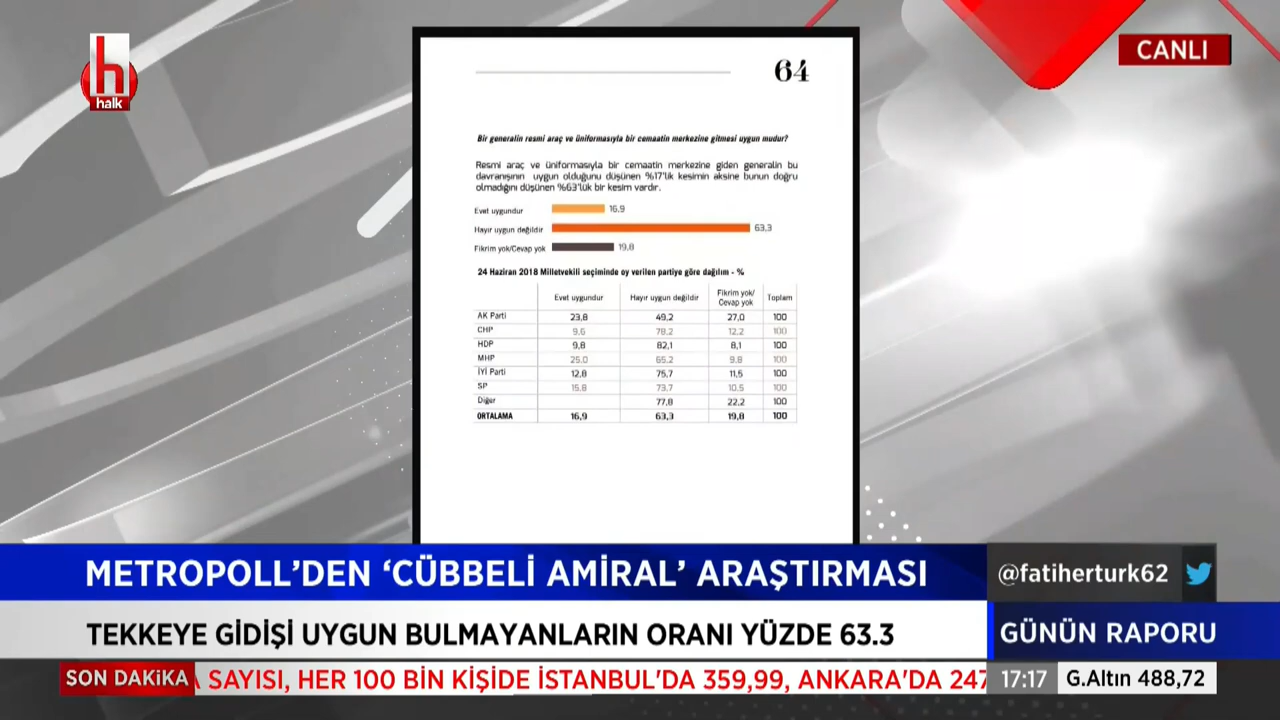 h
halk
CANLI
64
Bir generalin resmi araç ve üniformasıyla bir cemaatin merkezine gitmesi uygun mudur?
Resmi araç ve üniformasıyla bir cemaatin merkezine giden generalin bu
davranışının uygun olduğunu düşünen %17'lik kesimin aksine bunun doğru
olmadığını düşünen %63'lük bir kesim vardır.
Evet uygundur 16.9
Hayır uygun değildir 63.3
Fikrim yok/Cevap yok 19.8
24 Haziran 2018 Milletvekili seçiminde oy verilen partiye göre dağılım - %
Evet uygundur Hayır uygun değildir Fikrim yok/ Cevap yok Toplam
AK Parti 23,8 49.2 27,0 100
CHP 9.6 78.2 12.2 100
HDP 9,8 82,1 8,1 100
MHP 25.0 65.2 9.8 100
İYİ Parti 12,8 75.7 11,5 100
SP 15.8 73.7 10.5 100
Diğer 77,8 22.2 100
ORTALAMA 16,9 63,3 19,8 100
METROPOLL'DEN ‘CÜBBELİ AMİRAL’ ARAŞTIRMASI
@fatiherturk62
TEKKEYE GİDİŞİ UYGUN BULMAYANLARIN ORANI YÜZDE 63.3
GÜNÜN RAPORU
SON DAKİKA SAYISI, HER 100 BİN KİŞİDE İSTANBUL'DA 359,99, ANKARA'DA 247
17:17 G.Altın 488,72